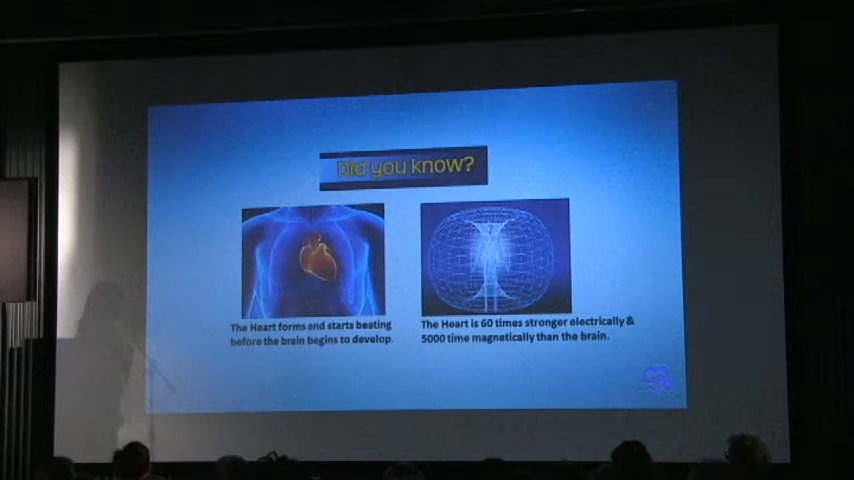 Did you know?
The Heart forms and starts beating
before the brain begins to develop.
The Heart is 60 times stronger electrically &
5000 time magnetically than the brain.